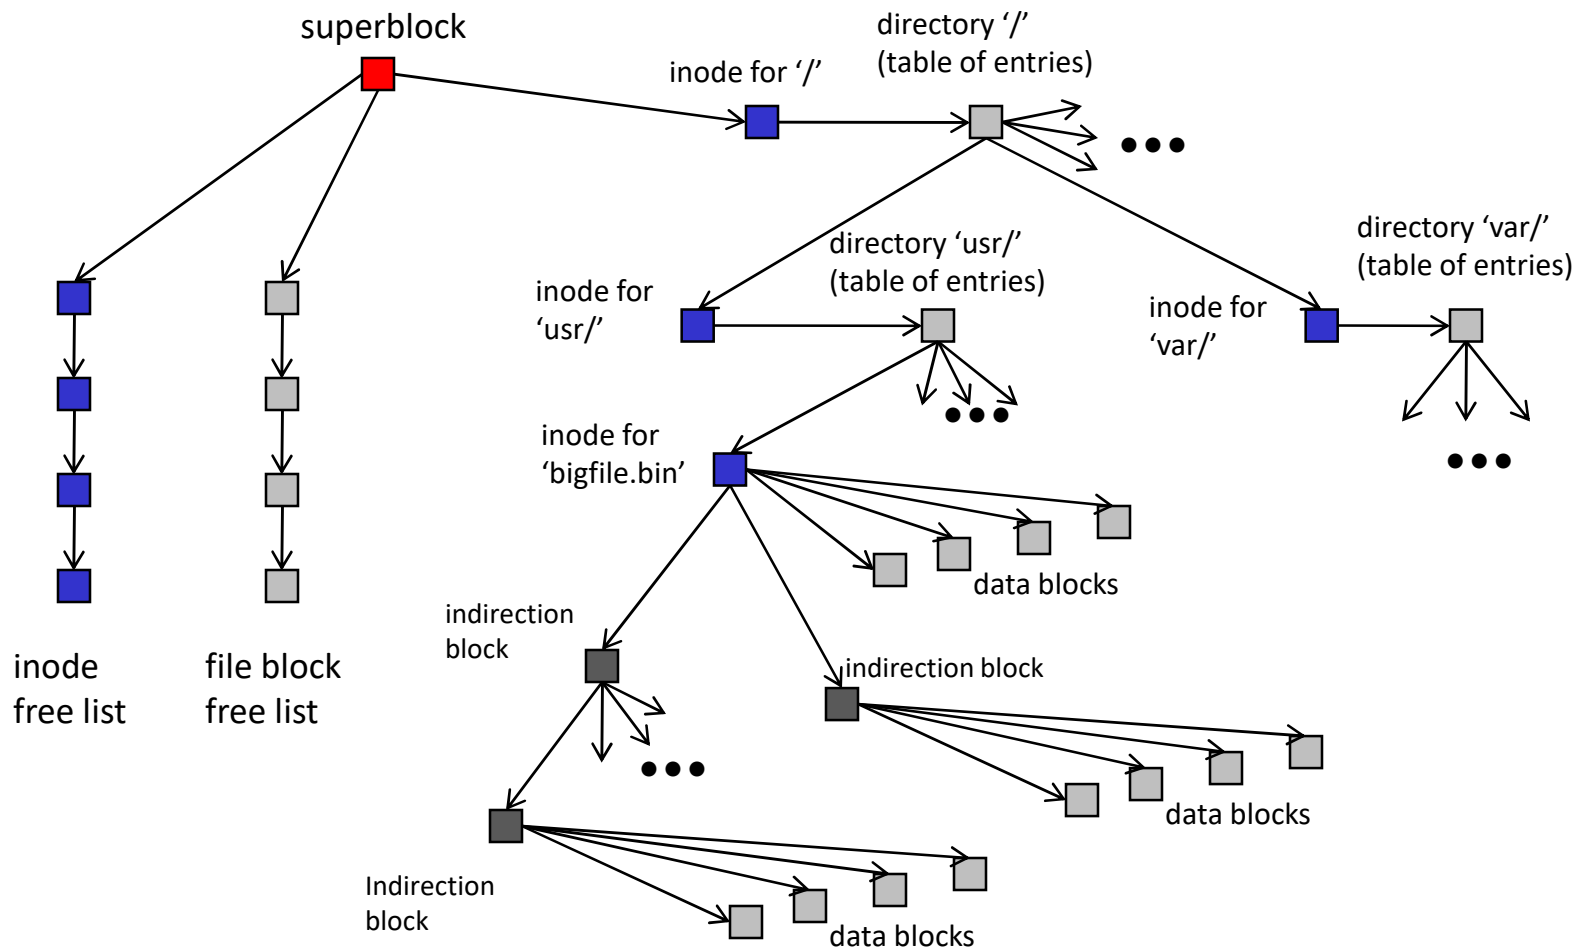 superblock
directory ‘/’
(table of entries)
inode for ‘/’
directory ‘var/’
(table of entries)
directory ‘usr/’
(table of entries)
inode for
‘usr/’
inode for
‘var/’
inode for
‘bigfile.bin’
data blocks
indirection
block
inode
free list
file block
free list
indirection block
data blocks
Indirection
block
data blocks